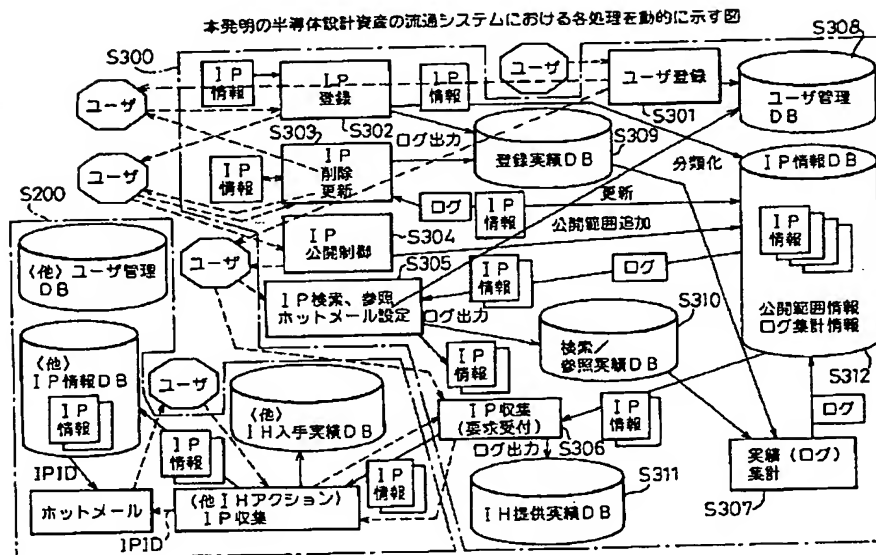 本発明の半導体設計資産の流通システムにおける各処理を動的に示す図
S300
S308
ユーザ
IP
情報
IP
登録
IP
情報
ユーザ
ユーザ登録
ユーザ管理
DB
S303
S302
ログ出力
S301
S309
登録実績DB
分類化
IP情報DB
ユーザ
IP
情報
IP
削除
更新
ログ
IP
情報
更新
S200
IP
公開制御
S304
公開範囲追加
IP
情報
〈他〉ユーザ管理
DB
ユーザ
S305
IP
情報
ログ
IP検索、参照
ホットメール設定
ログ出力
S310
公開範囲情報
ログ集計情報
〈他〉
IP情報DB
IP
情報
ユーザ
〈他〉
IH入手実績DB
IP
情報
検索/
参照実績DB
S312
IP収集
(要求受付)
IP
情報
ログ
IPID
IP
情報
IP
情報
ログ出力
S306
S311
実績(ログ)
集計
ホットメール
〈他IHアクション〉
IP収集
IH提供実績DB
S307
IPID